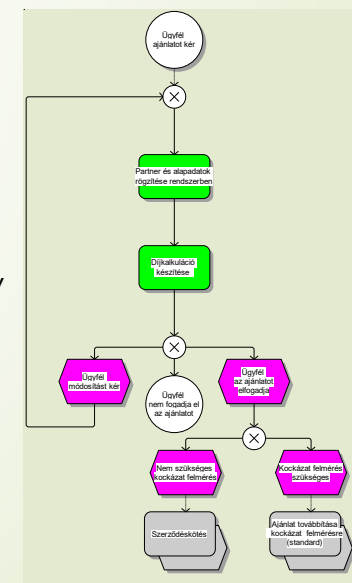 Ügyfél
ajánlatot kér
Partner és alapadatok
rögzítése rendszerben
Díjkalkuláció
készítése
Ügyfél
módosítást kér
Ügyfél
nem fogadja el
az ajánlatot
Ügyfél
az ajánlatot
elfogadja
Nem szükséges
kockázat felmérés
Kockázat felmérés
szükséges
Szerződéskötés
Ajánlat továbbítása
kockázat felmérésre
(standard)